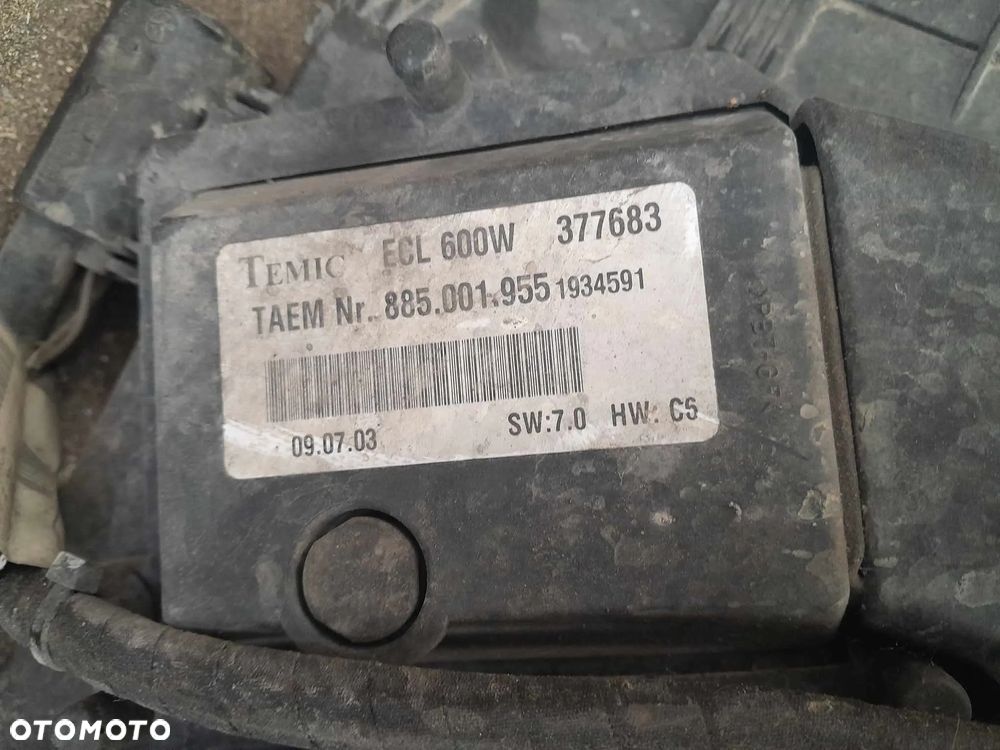 TEMIC ECL 600W 377683
TAEM Nr. 885.001.955 1934591
09.07.03 SW:7.0 HW: C5
OTOMOTO